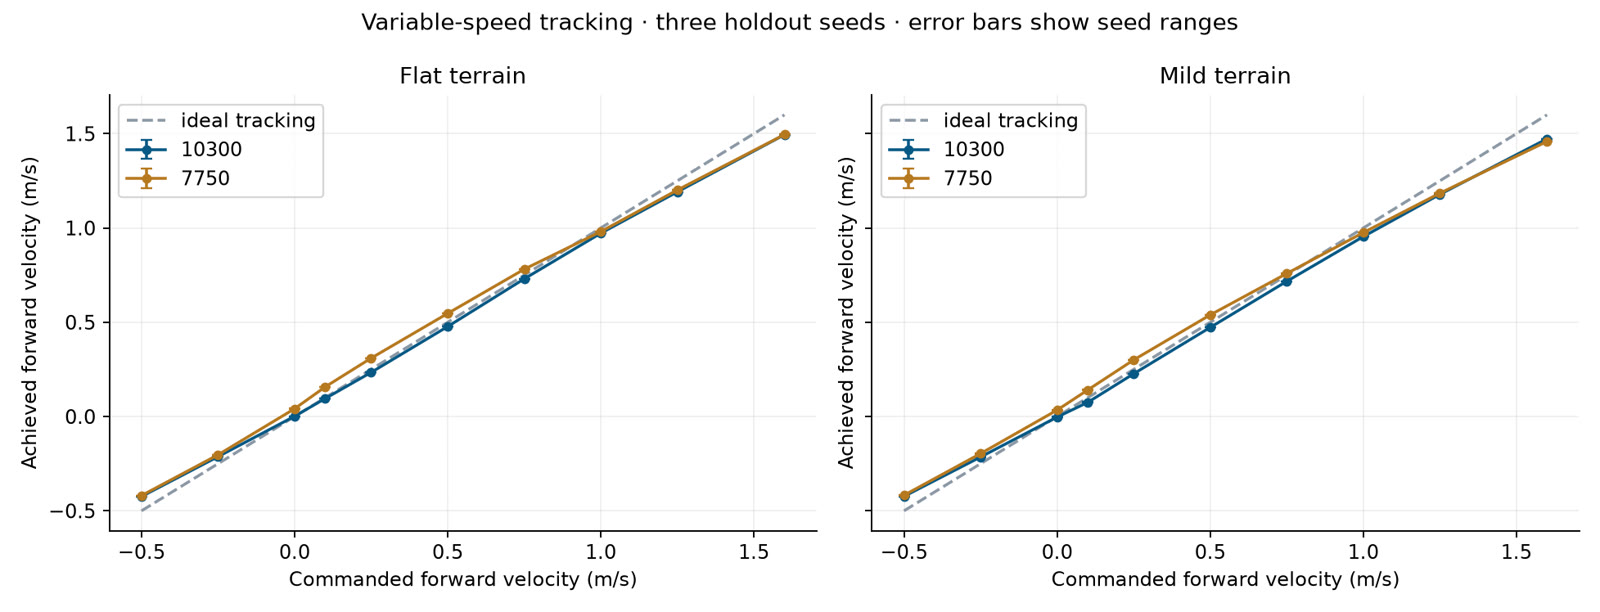 Variable-speed tracking · three holdout seeds · error bars show seed ranges
Flat terrain
ideal tracking
10300
7750
Achieved forward velocity (m/s)
1.5
1.0
0.5
0.0
−0.5
−0.5 0.0 0.5 1.0 1.5
Commanded forward velocity (m/s)
Mild terrain
ideal tracking
10300
7750
Achieved forward velocity (m/s)
−0.5 0.0 0.5 1.0 1.5
Commanded forward velocity (m/s)